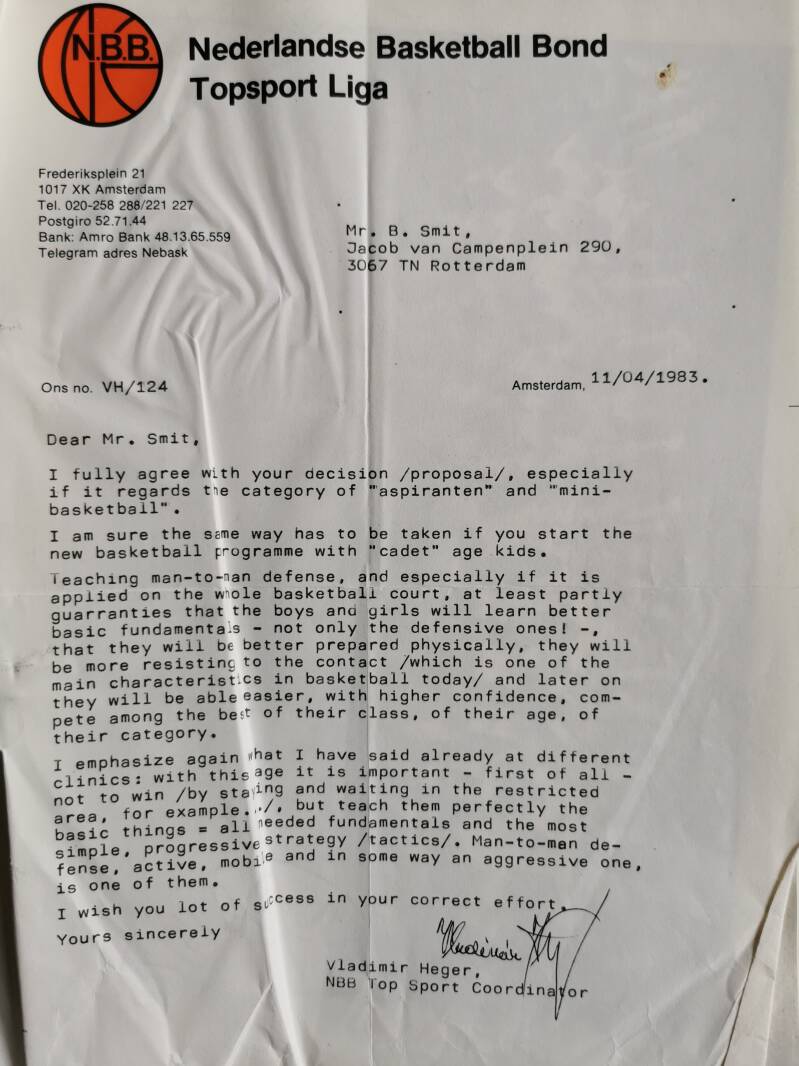 N.B.B.
Nederlandse Basketball Bond
Topsport Liga
Frederiksplein 21
1017 XK Amsterdam
Tel. 020-258 288/221 227
Postgiro 52.71.44
Bank: Amro Bank 48.13.65.559
Telegram adres Nebask
Mr. B. Smit,
Jacob van Campenplein 290,
3067 TN Rotterdam
Ons no. VH/124
Amsterdam, 11/04/1983.
Dear Mr. Smit,
I fully agree with your decision /proposal/, especially
if it regards the category of "aspiranten" and "mini-
basketball".
I am sure the same way has to be taken if you start the
new basketball programme with "cadet" age kids.
Teaching man-to-man defense, and especially if it is
applied on the whole basketball court, at least partly
guarranties that the boys and girls will learn better
basic fundamentals - not only the defensive ones! -,
that they will be better prepared physically, they will
be more resisting to the contact /which is one of the
main characteristics in basketball today/ and later on
they will be able easier, with higher confidence, com-
pete among the best of their class, of their age, of
their category.
I emphasize again what I have said already at different
clinics: with this age it is important - first of all -
not to win /by staying and waiting in the restricted
area, for example../, but teach them perfectly the
basic things = all needed fundamentals and the most
simple, progressive strategy /tactics/. Man-to-man de-
fense, active, mobile and in some way an aggressive one,
is one of them.
I wish you lot of success in your correct effort.
Yours sincerely
Vladimir Heger,
NBB Top Sport Coordinator